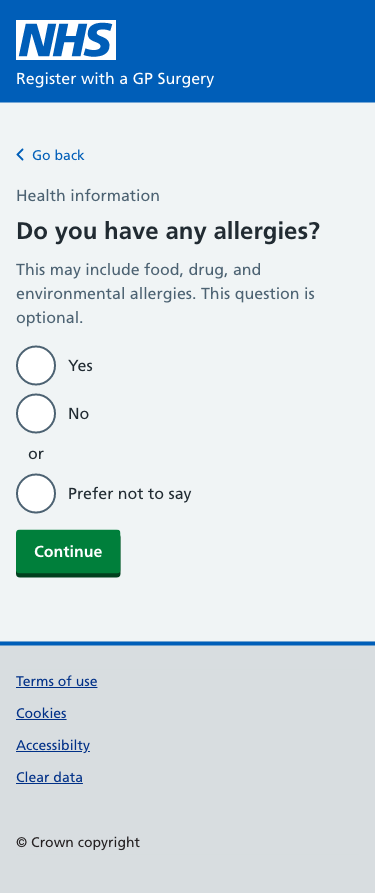 NHS
Register with a GP Surgery
Go back
Health information
Do you have any allergies?
This may include food, drug, and
environmental allergies. This question is
optional.
Yes
No
or
Prefer not to say
Continue
Terms of use
Cookies
Accessibilty
Clear data
© Crown copyright